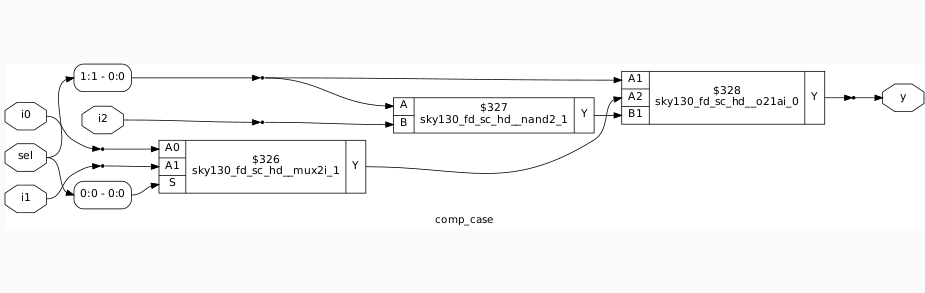 1:1 - 0:0
i0
i2
sel
i1
0:0 - 0:0
A0
A1
S
$326
sky130_fd_sc_hd__mux2i_1
Y
A
B
$327
sky130_fd_sc_hd__nand2_1
Y
A1
A2
B1
$328
sky130_fd_sc_hd__o21ai_0
Y
y
comp_case